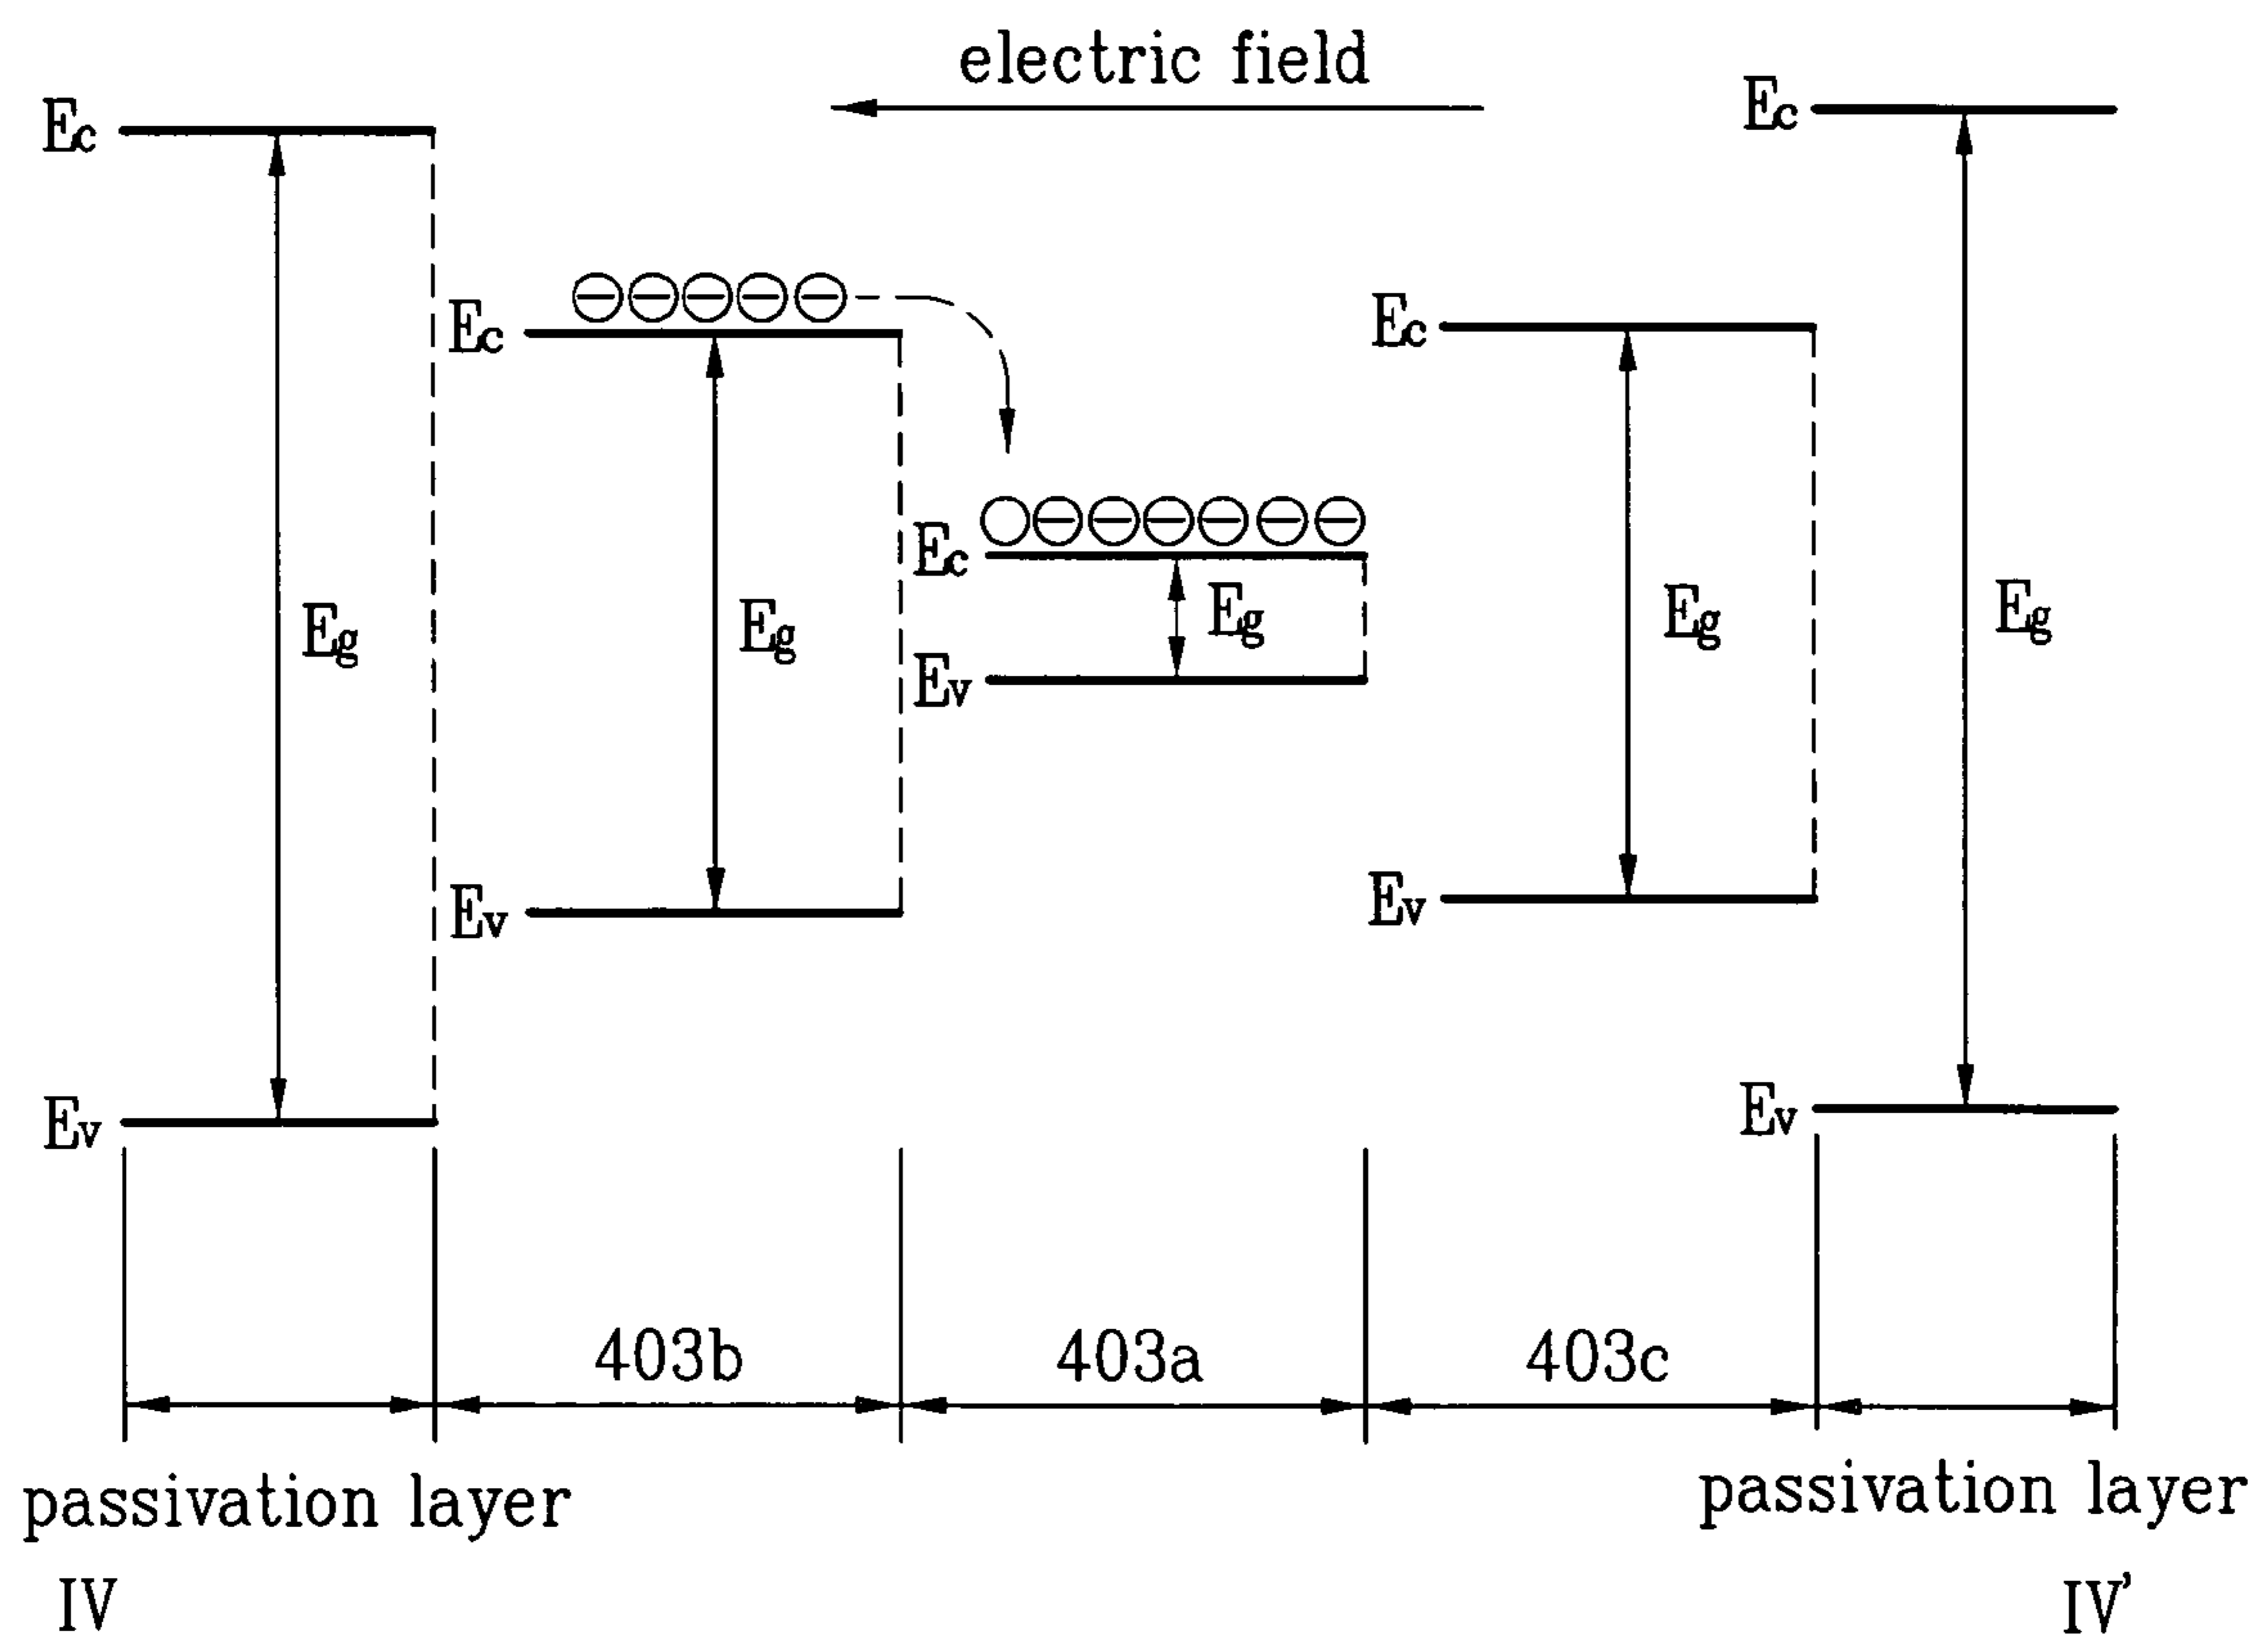 electric field
Ec
Ec
Ec
Ec
Ec
Eg
Eg
Eg
Eg
Eg
Ev
Ev
Ev
Ev
Ev
403b
403a
403c
passivation layer
passivation layer
IV
IV'